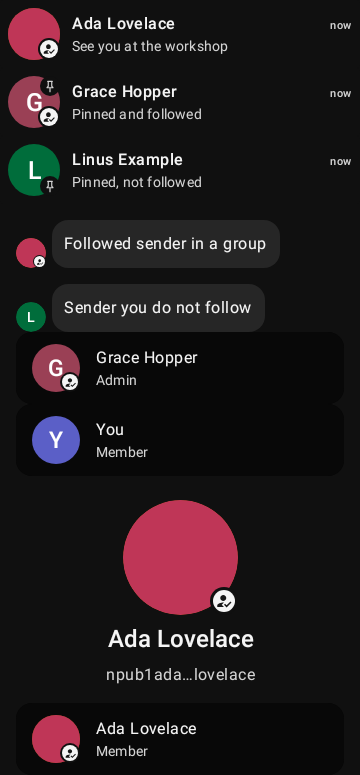 Ada Lovelace
now
See you at the workshop
G
Grace Hopper
now
Pinned and followed
L
Linus Example
now
Pinned, not followed
Followed sender in a group
L
Sender you do not follow
G
Grace Hopper
Admin
Y
You
Member
Ada Lovelace
npub1ada…lovelace
Ada Lovelace
Member